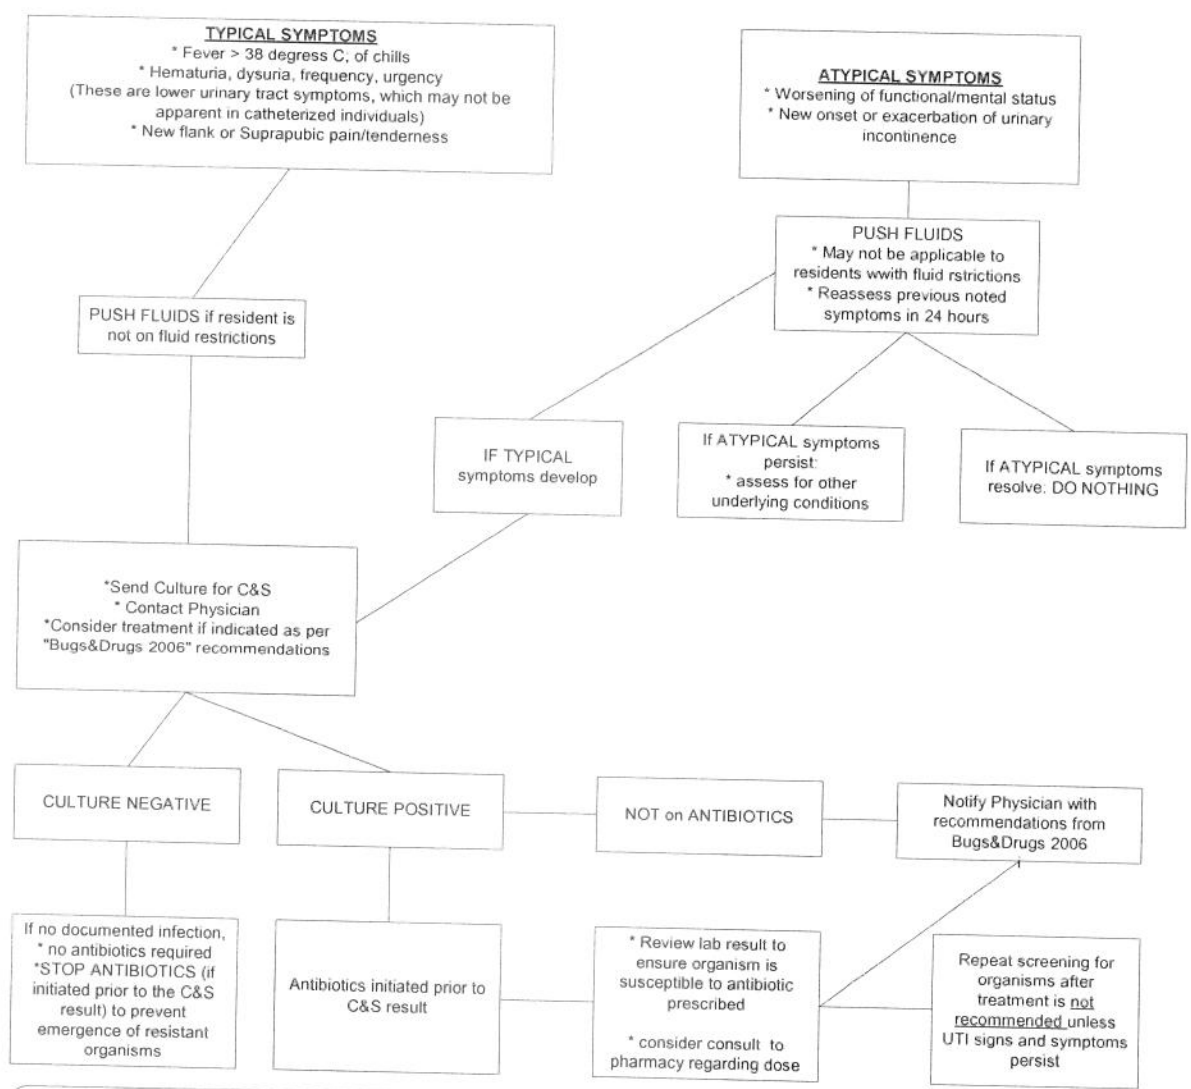 TYPICAL SYMPTOMS
* Fever > 38 degress C; of chills
* Hematuria, dysuria, frequency, urgency
(These are lower urinary tract symptoms, which may not be
apparent in catheterized individuals)
* New flank or Suprapubic pain/tenderness
ATYPICAL SYMPTOMS
* Worsening of functional/mental status
* New onset or exacerbation of urinary
incontinence
PUSH FLUIDS
* May not be applicable to
residents wwith fluid rstrictions
* Reassess previous noted
symptoms in 24 hours
PUSH FLUIDS if resident is
not on fluid restrictions
IF TYPICAL
symptoms develop
If ATYPICAL symptoms
persist:
* assess for other
underlying conditions
If ATYPICAL symptoms
resolve: DO NOTHING
*Send Culture for C&S
* Contact Physician
*Consider treatment if indicated as per
"Bugs&Drugs 2006" recommendations
CULTURE NEGATIVE
CULTURE POSITIVE
NOT on ANTIBIOTICS
Notify Physician with
recommendations from
Bugs&Drugs 2006
If no documented infection,
* no antibiotics required
*STOP ANTIBIOTICS (if
initiated prior to the C&S
result) to prevent
emergence of resistant
organisms
Antibiotics initiated prior to
C&S result
* Review lab result to
ensure organism is
susceptible to antibiotic
prescribed
* consider consult to
pharmacy regarding dose
Repeat screening for
organisms after
treatment is not
recommended unless
UTI signs and symptoms
persist